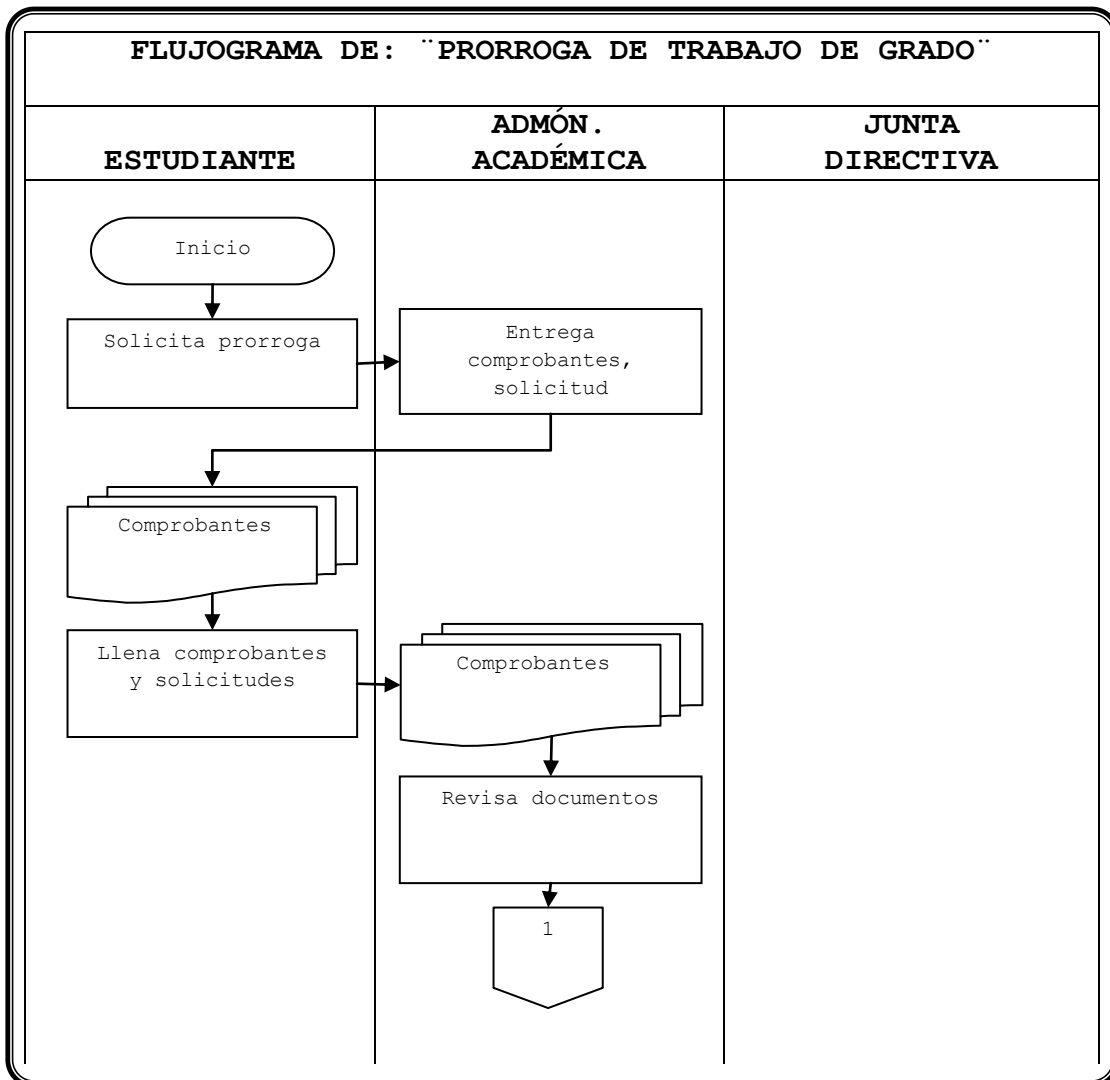 FLUJOGRAMA DE: ¨PRORROGA DE TRABAJO DE GRADO¨
ESTUDIANTE
ADMÓN.
ACADÉMICA
JUNTA
DIRECTIVA
Inicio
Solicita prorroga
Entrega
comprobantes,
solicitud
Comprobantes
Llena comprobantes
y solicitudes
Comprobantes
Revisa documentos
1